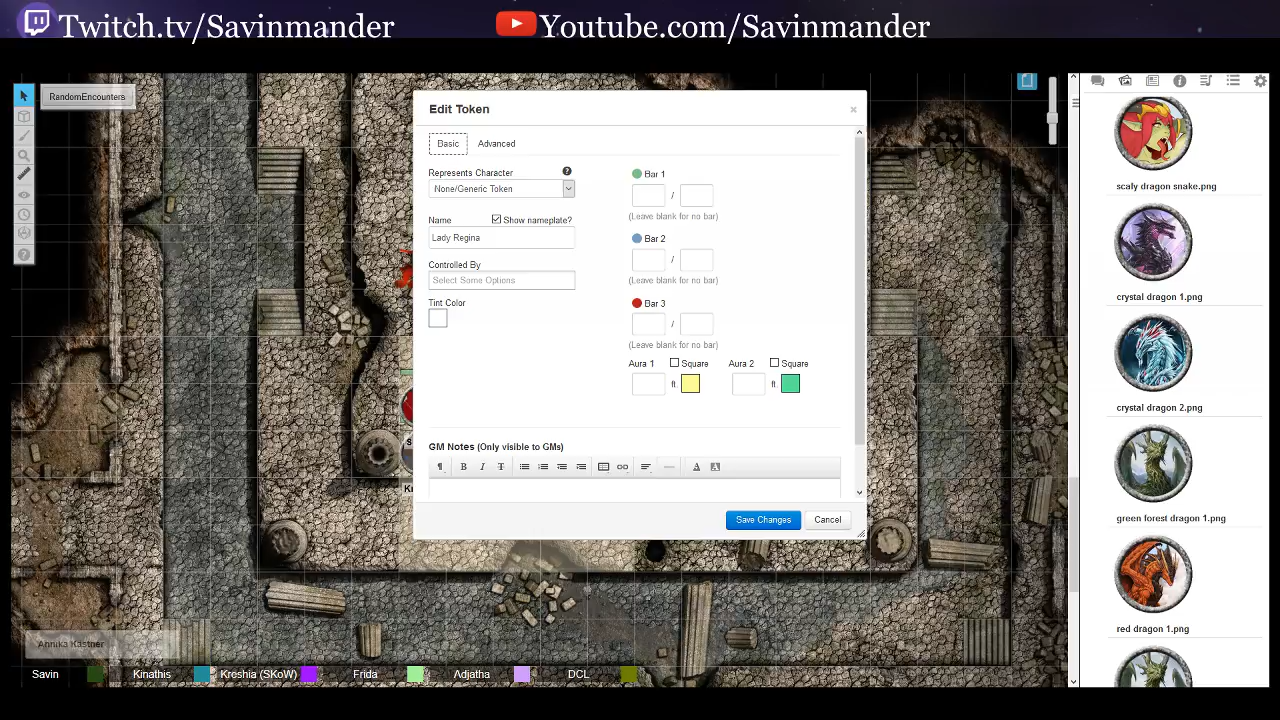 Twitch.tv/Savinmander
Youtube.com/Savinmander
RandomEncounters
Edit Token
×
Basic
Advanced
Represents Character
?
None/Generic Token
Name
Show nameplate?
Lady Regina
Controlled By
Select Some Options
Tint Color
Bar 1
/
(Leave blank for no bar)
Bar 2
/
(Leave blank for no bar)
Bar 3
/
(Leave blank for no bar)
Aura 1
Square
Aura 2
Square
ft.
ft.
GM Notes (Only visible to GMs)
Save Changes
Cancel
scaly dragon snake.png
crystal dragon 1.png
crystal dragon 2.png
green forest dragon 1.png
red dragon 1.png
Annika Kastner
Savin
Kinathis
Kreshia (SKoW)
Frida
Adjatha
DCL